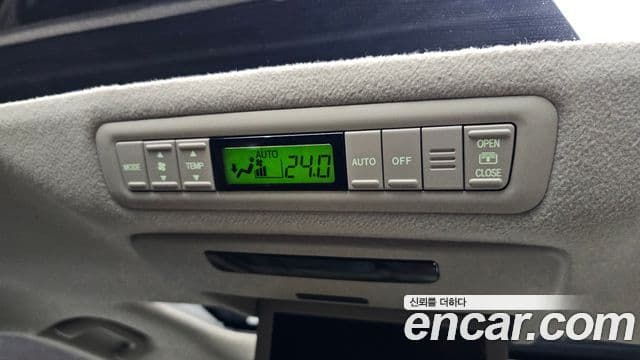 MODE
TEMP
AUTO
24.0
AUTO
OFF
OPEN
CLOSE
신뢰를 더하다
encar.com